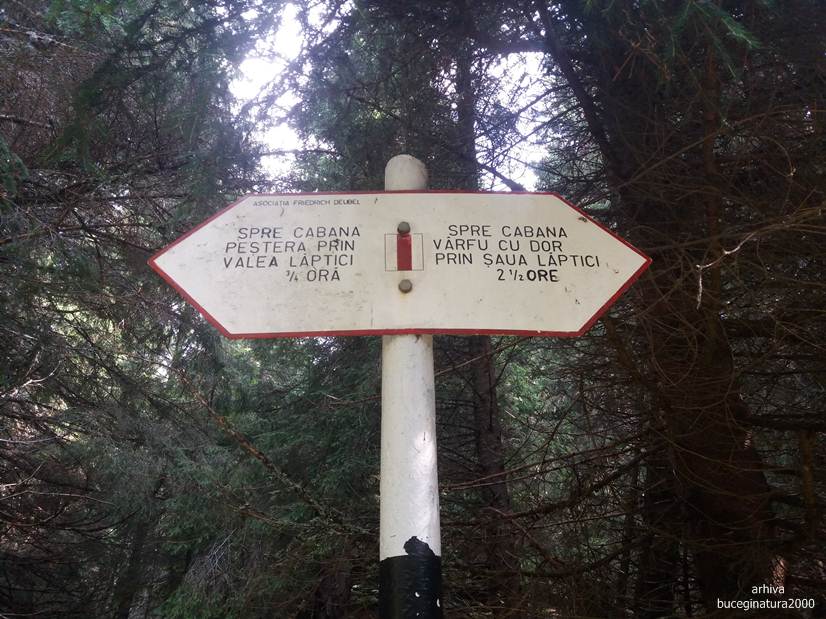 ASOCIAȚIA FRIEDRICH DEUBEL
SPRE CABANA
PEȘTERA PRIN
VALEA LĂPTICI
3/4 ORĂ
SPRE CABANA
VÂRFU CU DOR
PRIN ȘAUA LĂPTICI
2 1/2 ORE
arhiva
buceginatura2000